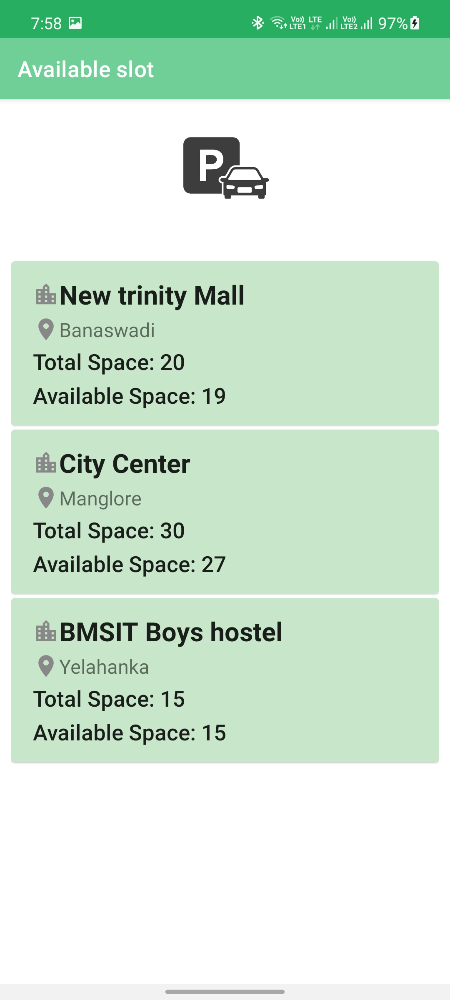 7:58 Vo)) LTE1 LTE Vo)) LTE2 97%
Available slot
P
New trinity Mall
Banaswadi
Total Space: 20
Available Space: 19
City Center
Manglore
Total Space: 30
Available Space: 27
BMSIT Boys hostel
Yelahanka
Total Space: 15
Available Space: 15